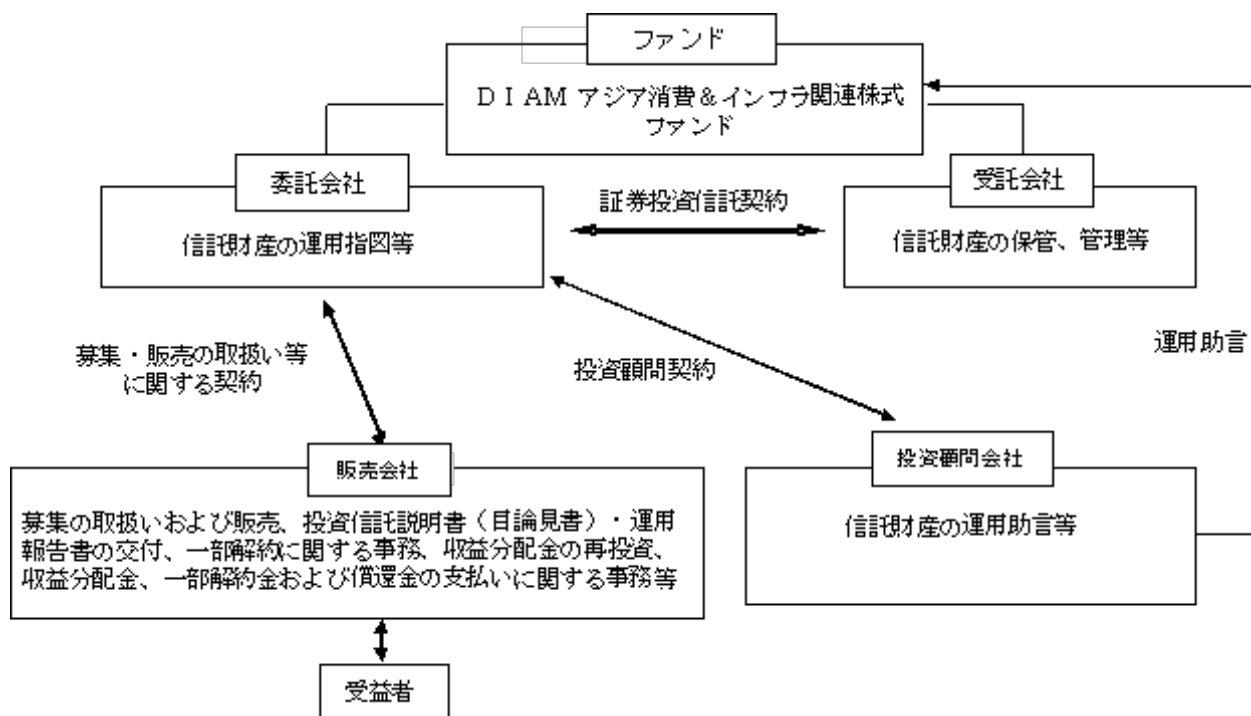 ファンド
DIAMアジア消費&インフラ関連株式
ファンド
委託会社
受託会社
証券投資信託契約
信託財産の運用指図等
信託財産の保管、管理等
募集・販売の取扱い等
に関する契約
投資顧問契約
運用助言
販売会社
投資顧問会社
募集の取扱いおよび販売、投資信託説明書(目論見書)・運用
報告書の交付、一部解約に関する事務、収益分配金の再投資、
収益分配金、一部解約金および償還金の支払いに関する事務等
信託財産の運用助言等
受益者